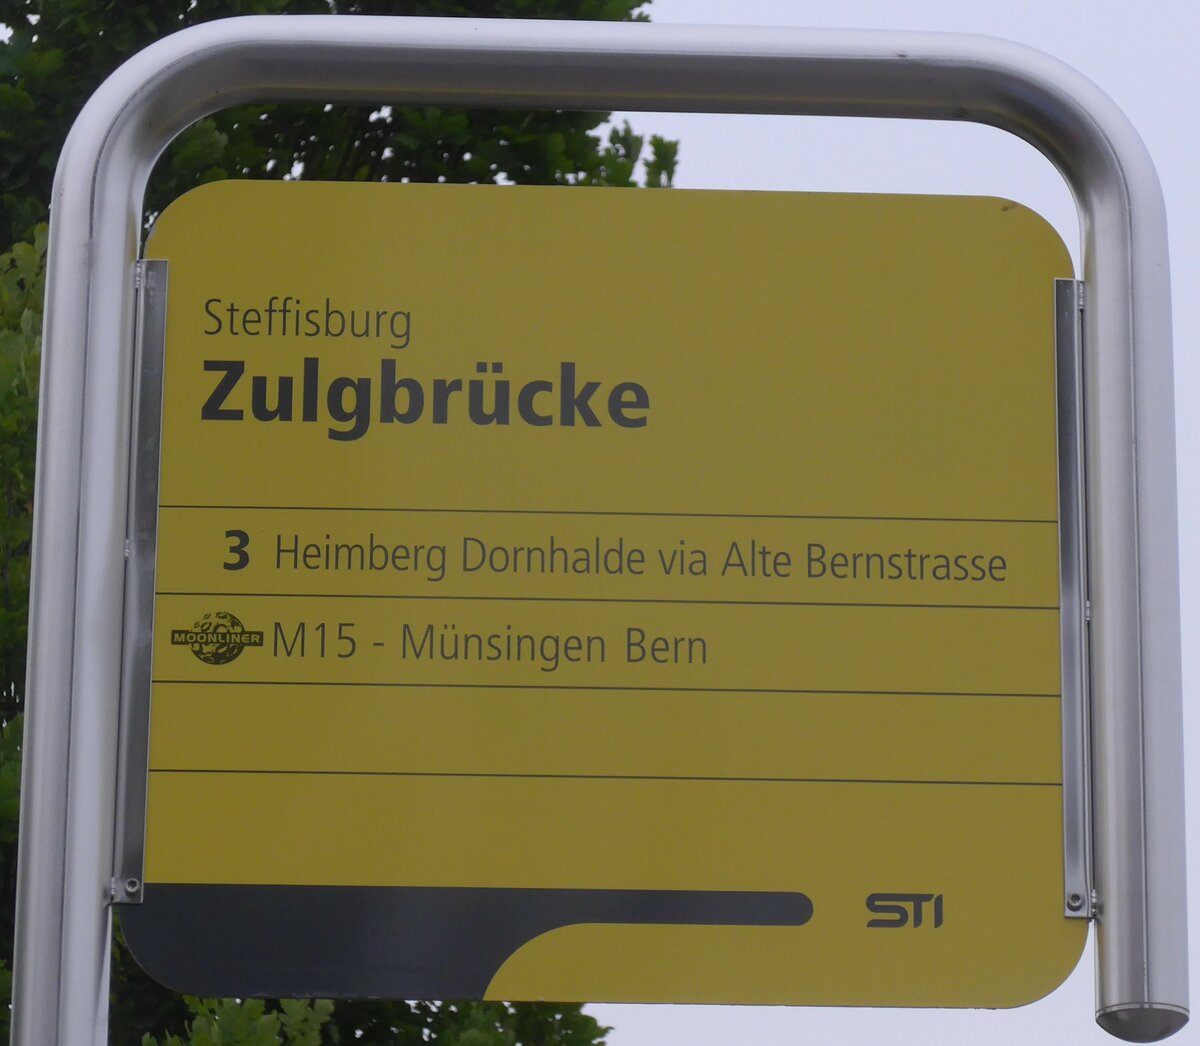 Steffisburg
Zulgbrücke
3 Heimberg Dornhalde via Alte Bernstrasse
MOONLINER M15 - Münsingen Bern
STI